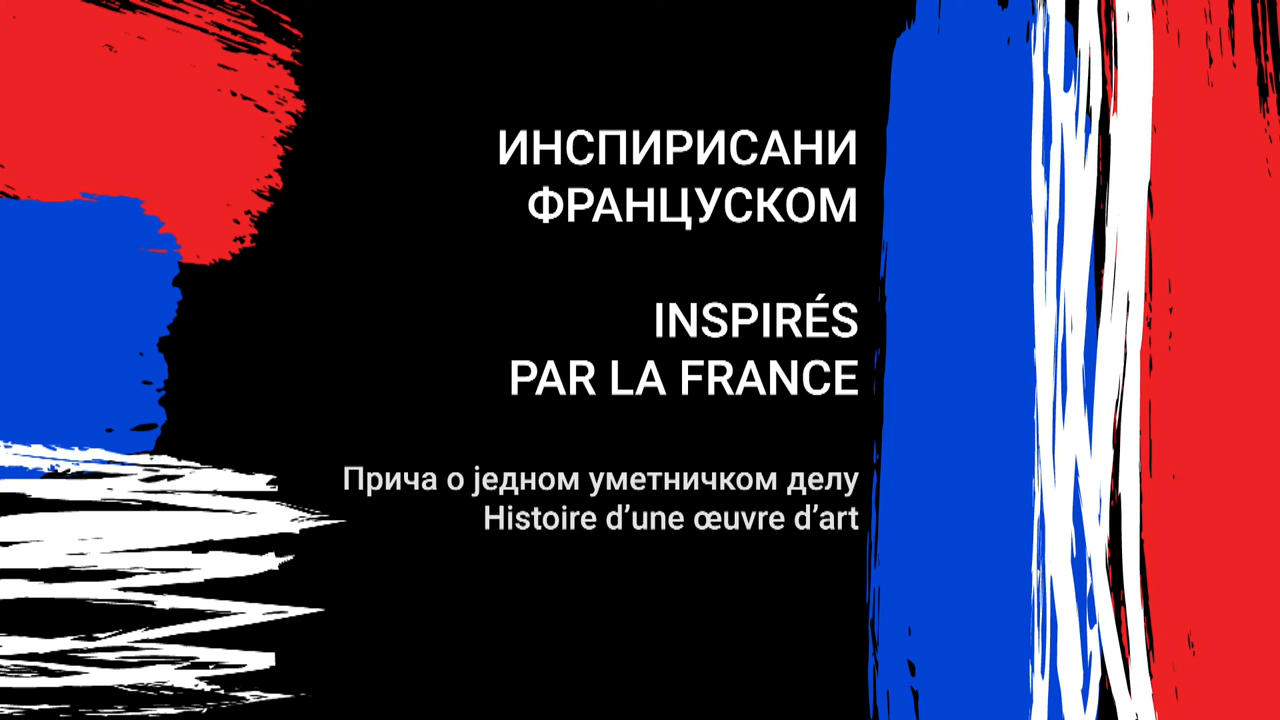 ИНСПИРИСАНИ
ФРАНЦУСКОМ
INSPIRÉS
PAR LA FRANCE
Прича о једном уметничком делу
Histoire d’une œuvre d’art